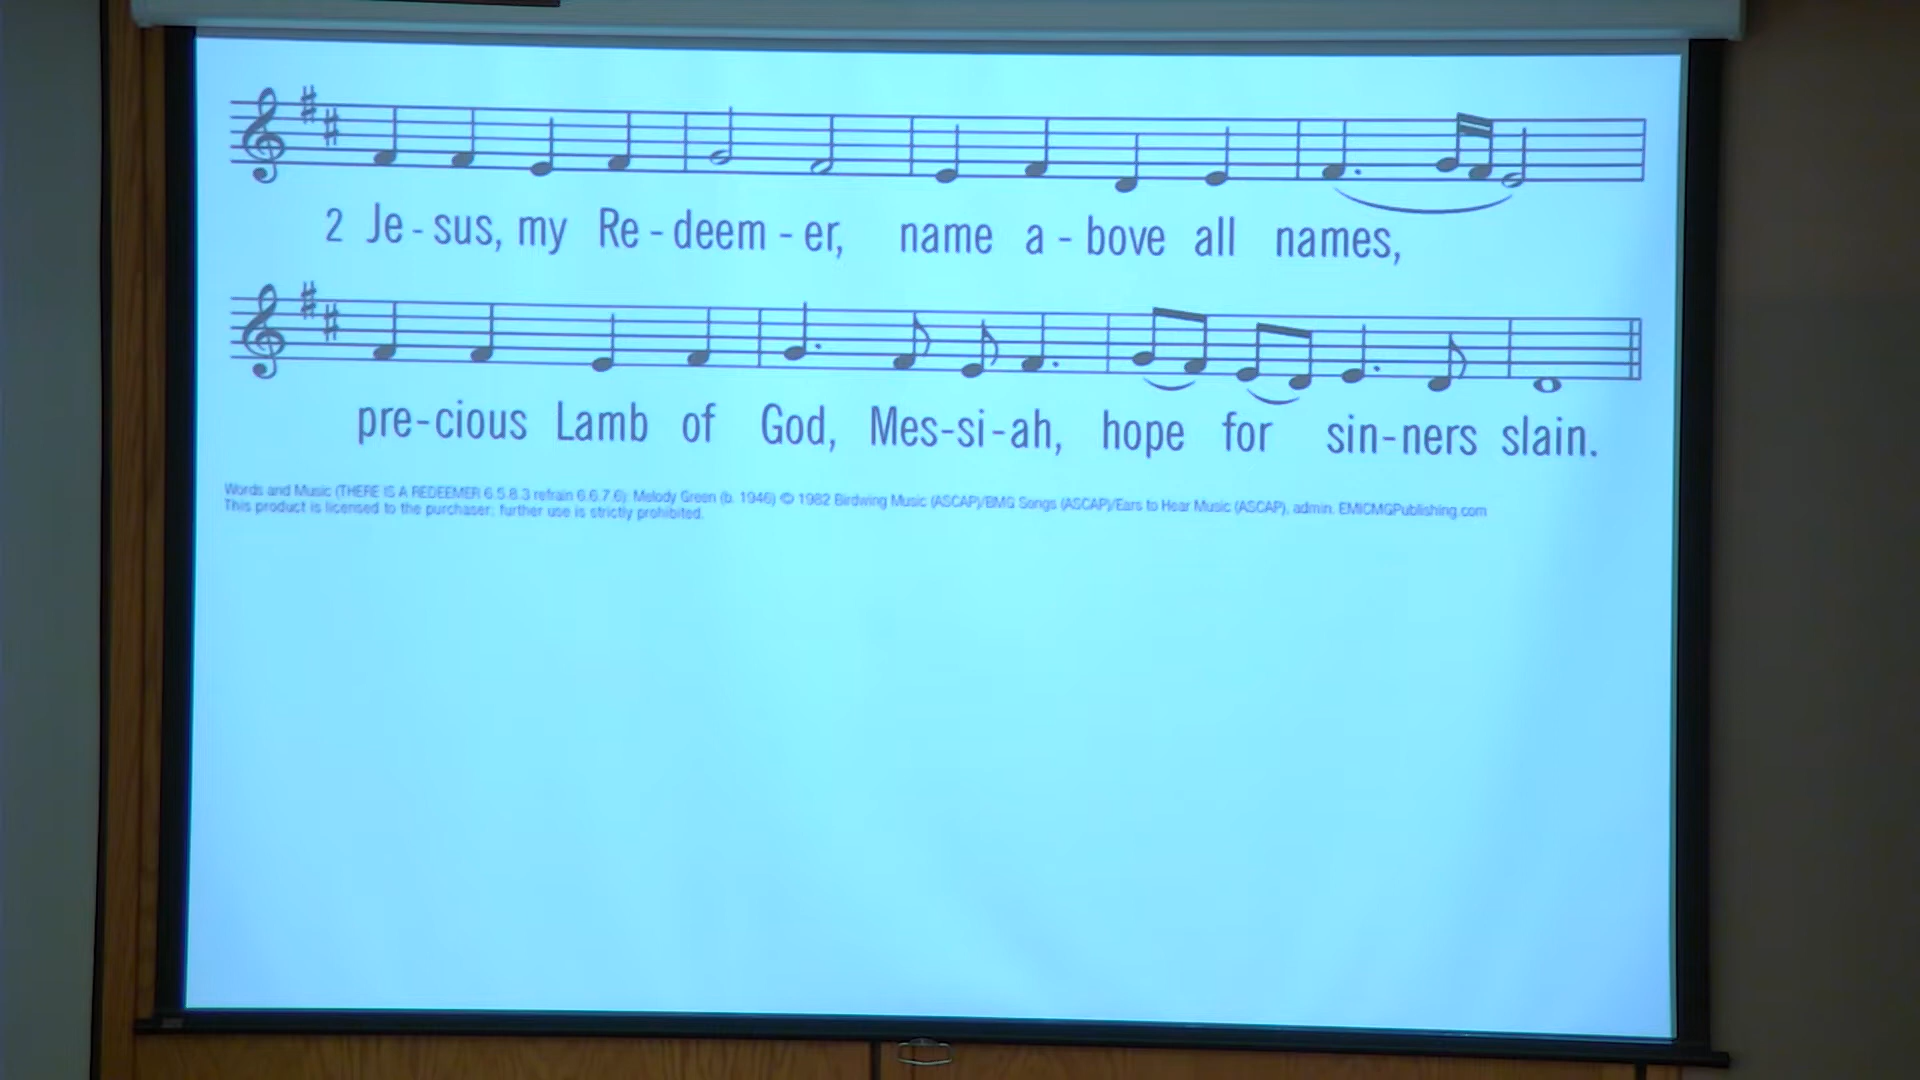 2 Je-sus, my Re-deem-er, name a-bove all names,
pre-cious Lamb of God, Mes-si-ah, hope for sin-ners slain.
Words and Music (THERE IS A REDEEMER 6.5.8.3 refrain 6.6.7.6): Melody Green (b. 1946) © 1982 Birdwing Music (ASCAP)/BMG Songs (ASCAP)/Ears to Hear Music (ASCAP), admin. EMICMGPublishing.com
This product is licensed to the purchaser; further use is strictly prohibited.